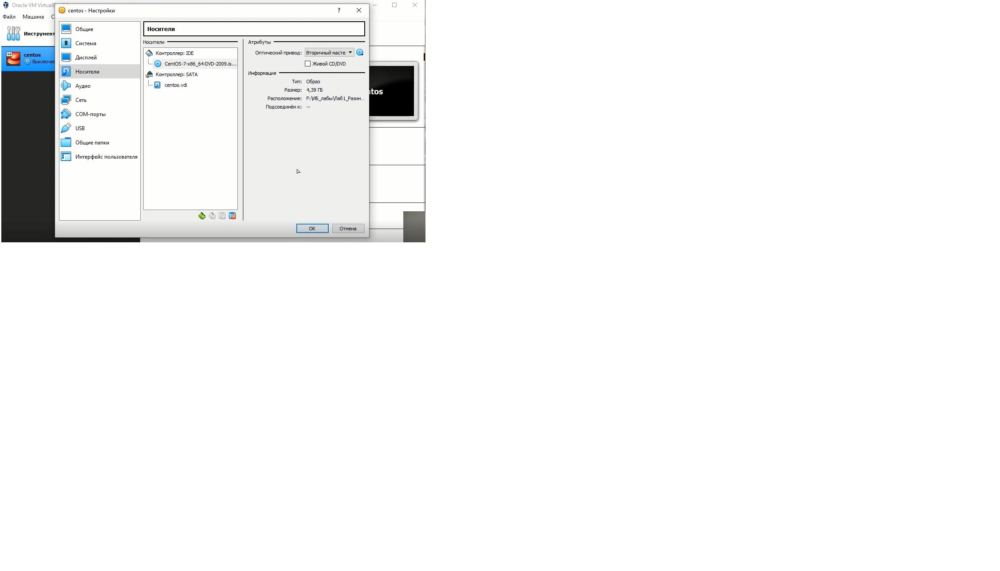 Oracle VM
Файл Машина
Инструмент
64
centos
centos - Настройки
?
Общие
Система
Дисплей
Носители
Аудио
Сеть
COM-порты
USB
Общие папки
Интерфейс пользователя
Носители
Носители
Контроллер: IDE
CentOS-7-x86_64-DVD-2009.is...
Контроллер: SATA
centos.vdi
Атрибуты
Оптический привод: Вторичный масте
Живой CD/DVD
Информация
Тип: Образ
Размер: 4,39 ГБ
Расположение: F:\ИБ_лабы\Лаб1_Разин...
Подсоединён к: --
OK Отмена
ntos